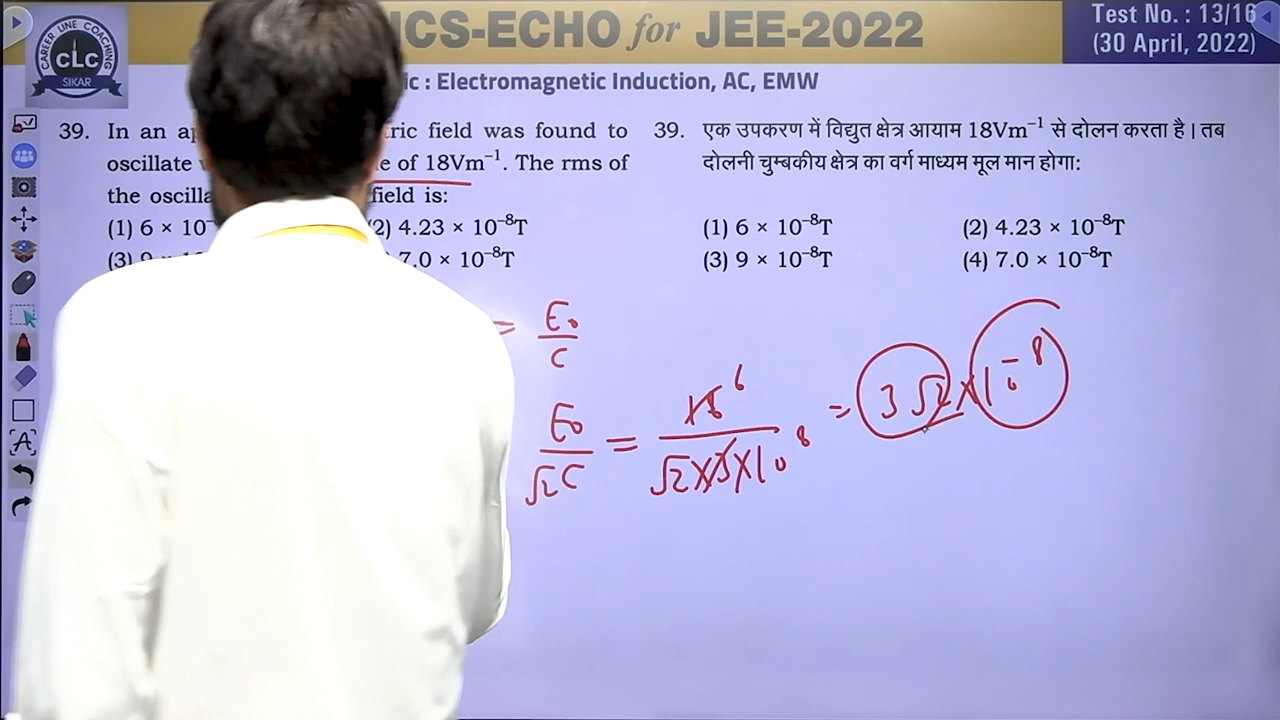 CS-ECHO for JEE-2022
Test No. : 13/16
(30 April, 2022)
CAREER LINE COACHING
CLC
SIKAR
: Electromagnetic Induction, AC, EMW
39. In an field was found to
oscillate of 18Vm⁻¹. The rms of
the field is:
(1) 6 × 10 (2) 4.23 × 10⁻⁸T
(3) 9 7.0 × 10⁻⁸T
39. एक उपकरण में विद्युत क्षेत्र आयाम 18Vm⁻¹ से दोलन करता है। तब
दोलनी चुम्बकीय क्षेत्र का वर्ग माध्यम मूल मान होगा:
(1) 6 × 10⁻⁸T (2) 4.23 × 10⁻⁸T
(3) 9 × 10⁻⁸T (4) 7.0 × 10⁻⁸T
= E₀/C
E₀/√2C = 18 6/√2×3×10⁸ = 3√2×10⁻⁸
A